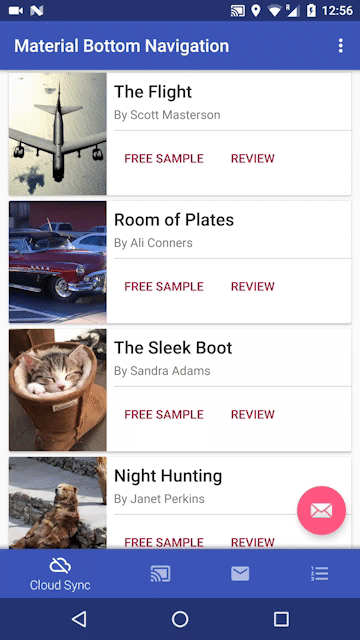 12:56
Material Bottom Navigation
The Flight
By Scott Masterson
FREE SAMPLE REVIEW
Room of Plates
By Ali Conners
FREE SAMPLE REVIEW
The Sleek Boot
By Sandra Adams
FREE SAMPLE REVIEW
Night Hunting
By Janet Perkins
FREE SAMPLE REVIEW
Cloud Sync